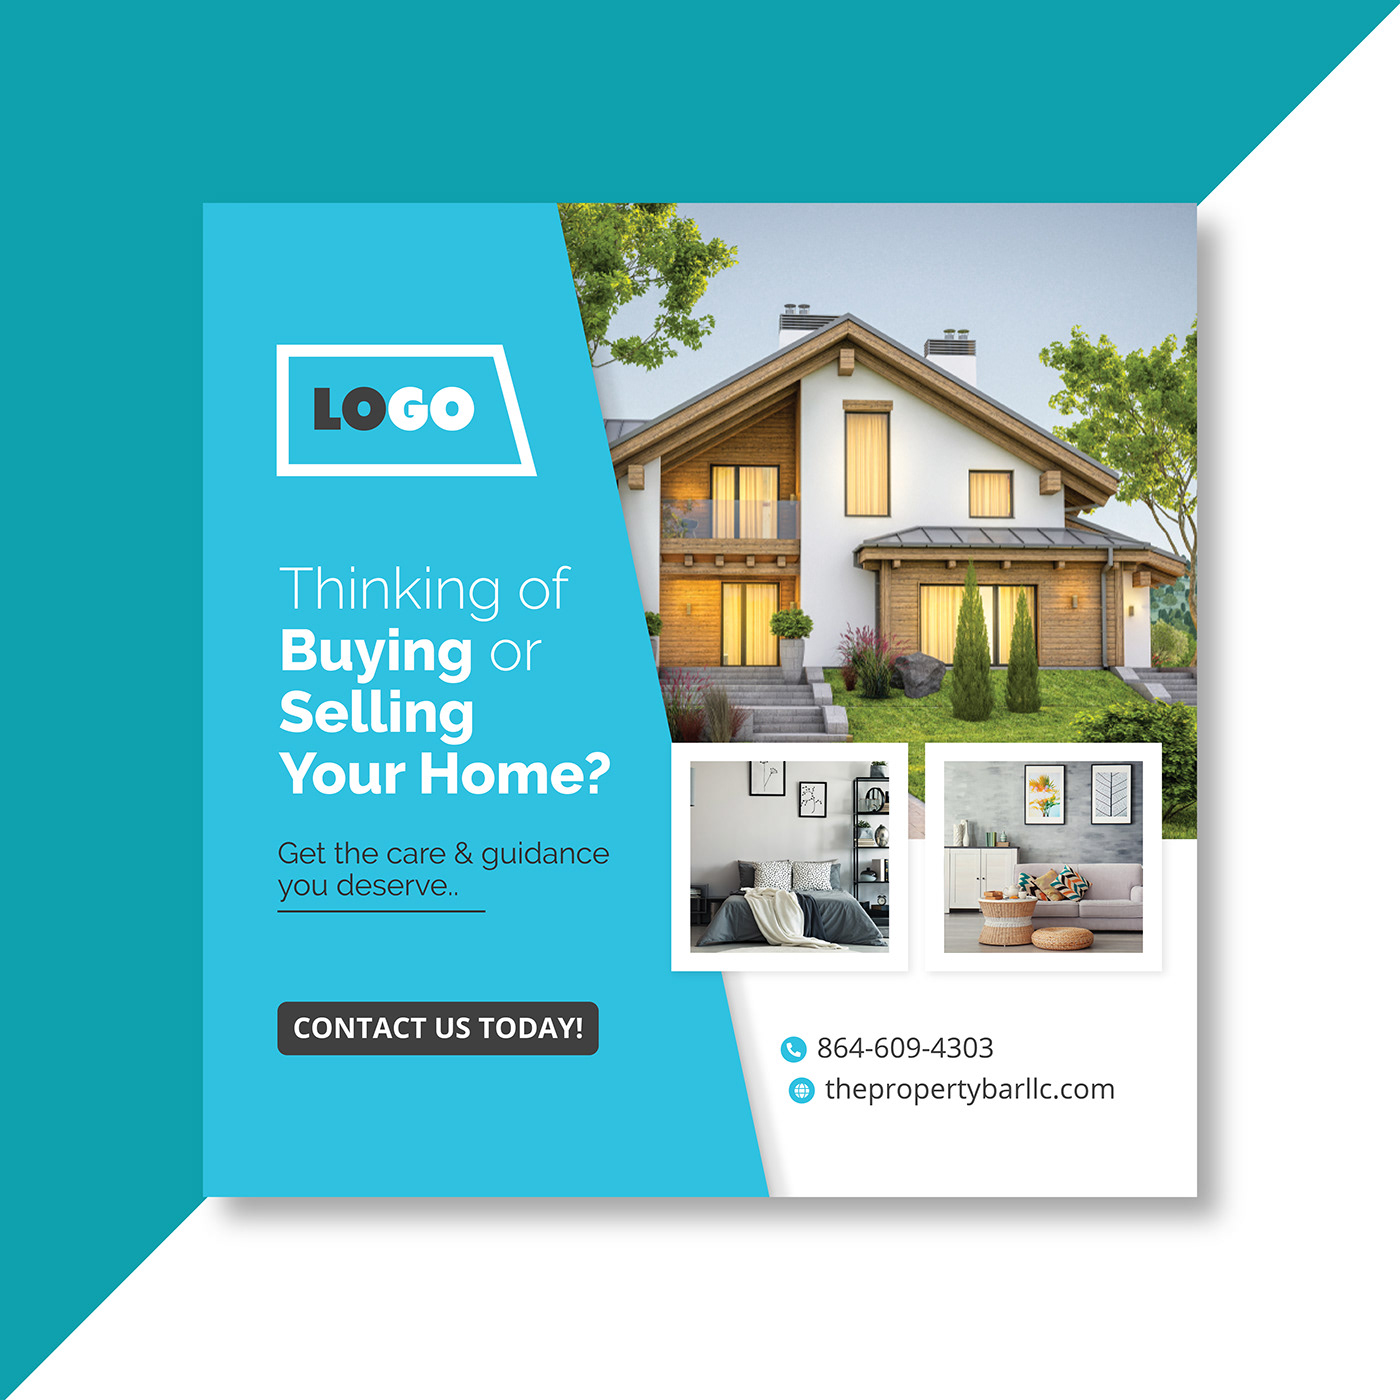 LOGO
Thinking of
Buying or
Selling
Your Home?
Get the care & guidance
you deserve..
CONTACT US TODAY!
864-609-4303
thepropertybarllc.com